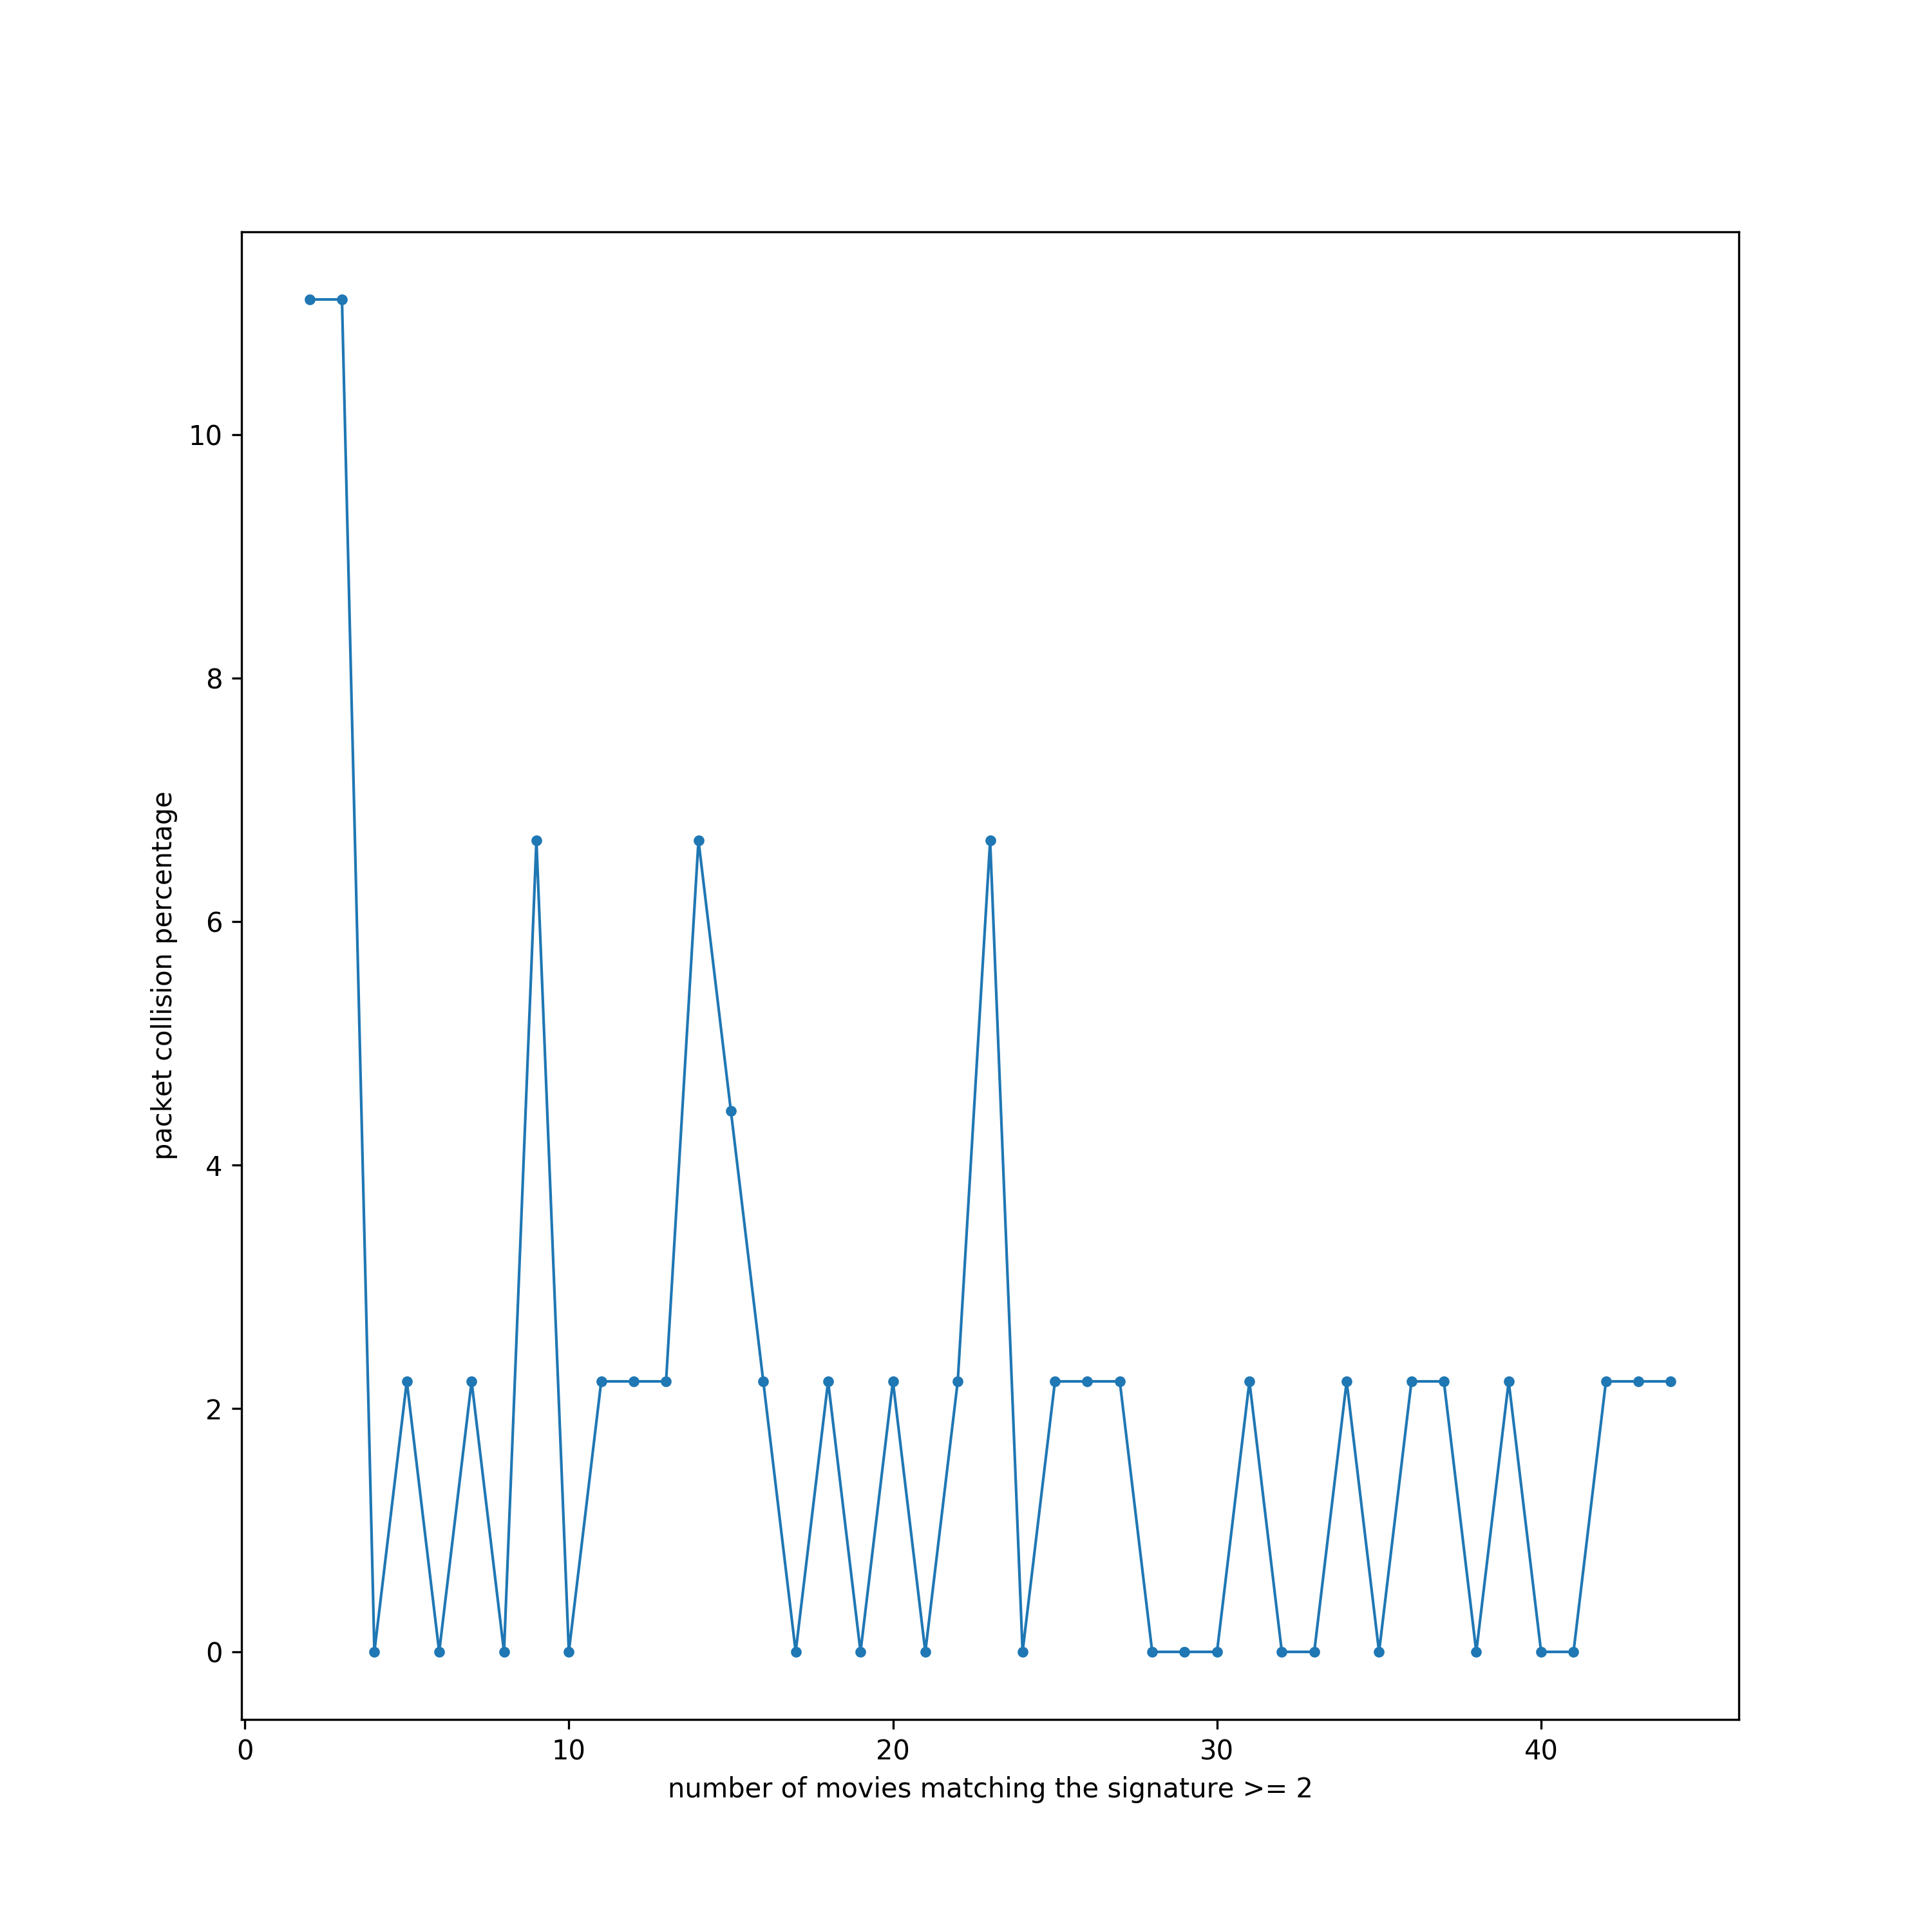 packet collision percentage
10
8
6
4
2
0
0 10 20 30 40
number of movies matching the signature >= 2